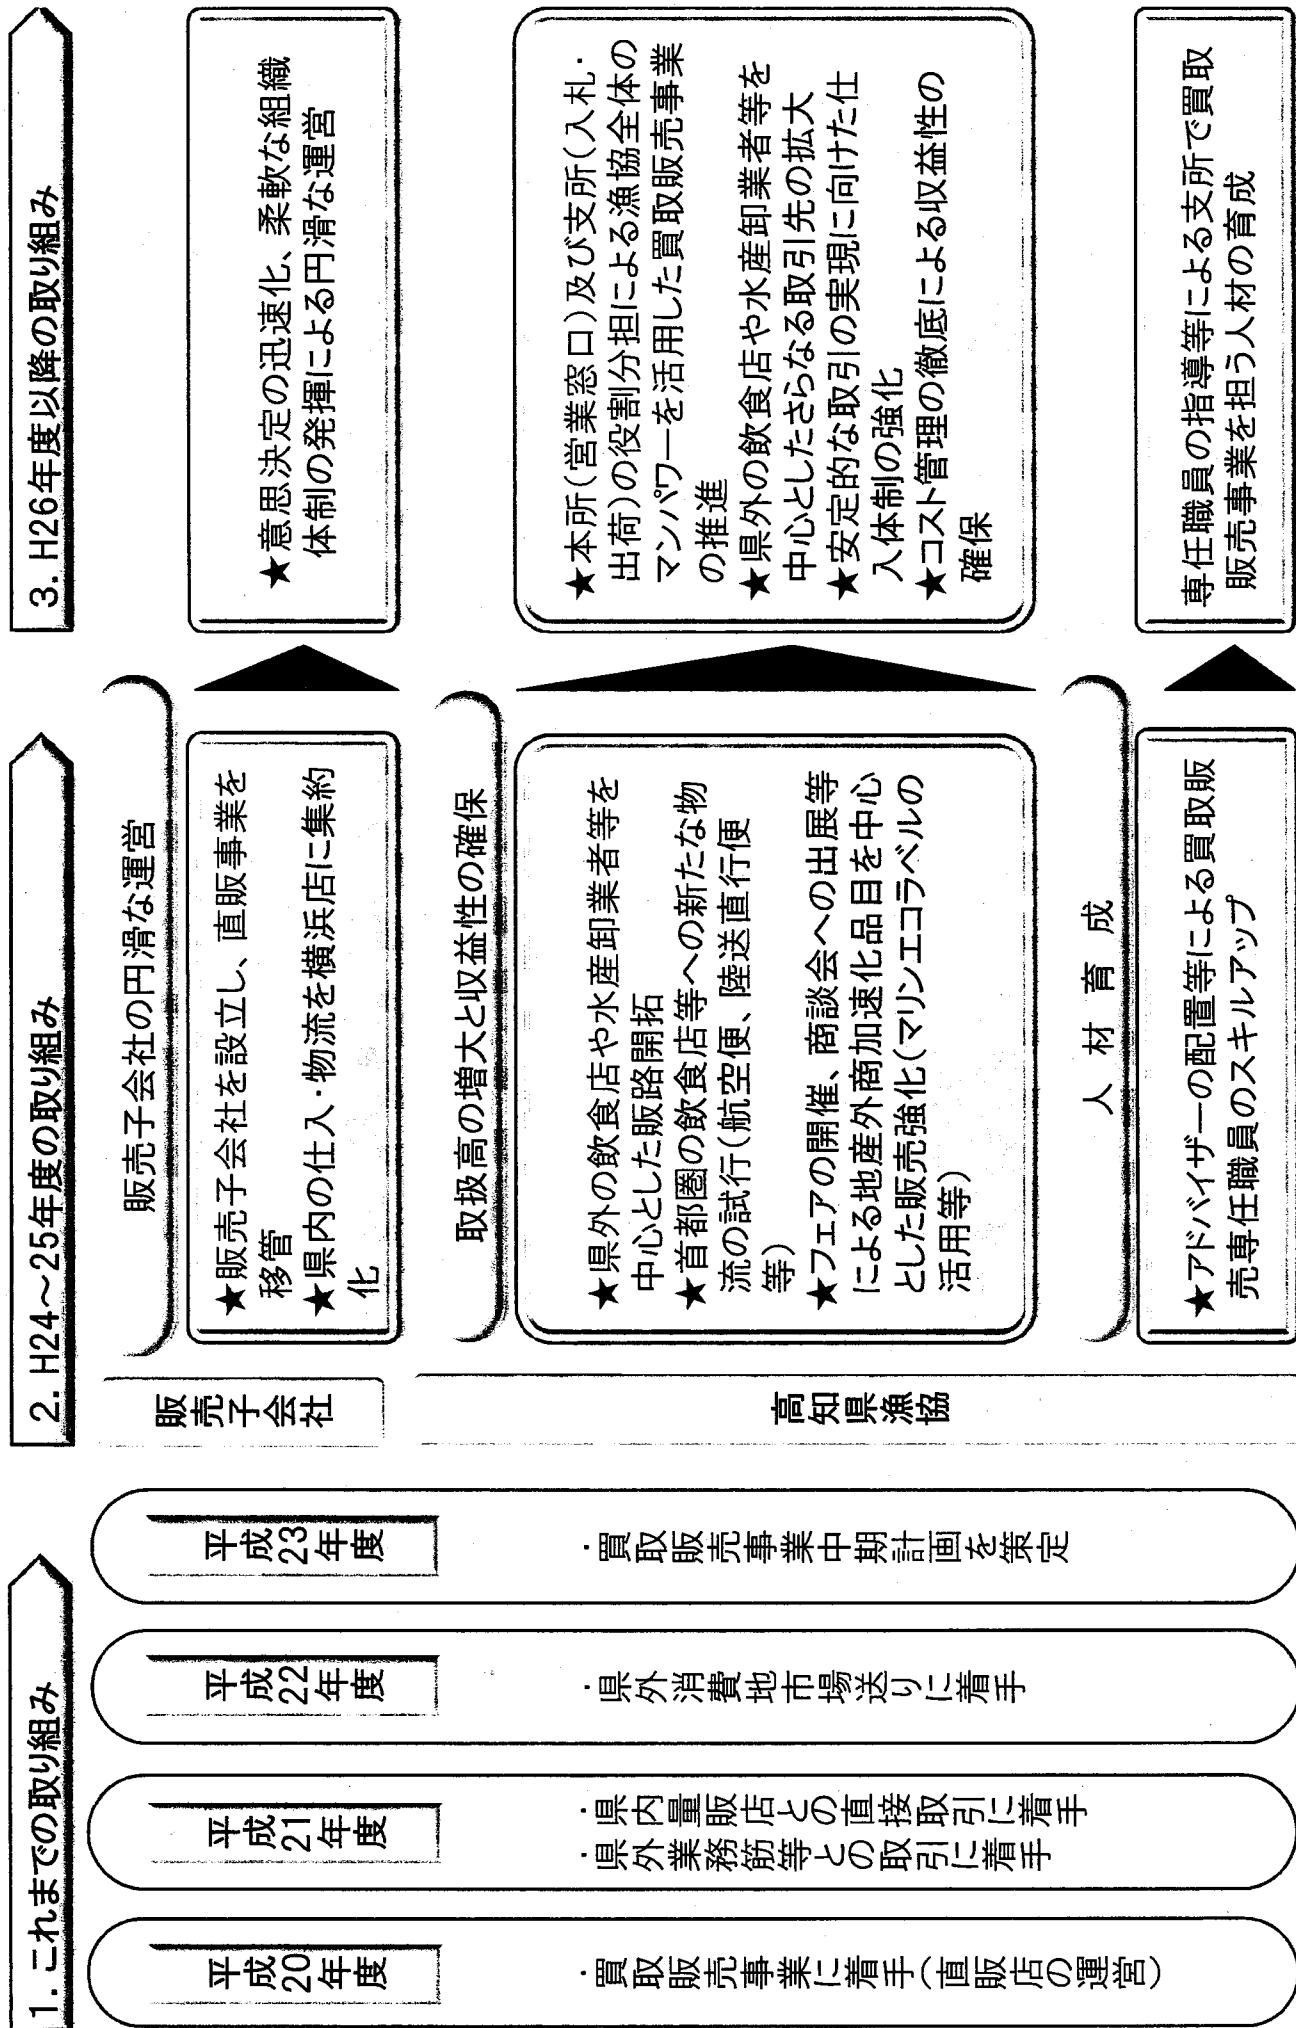 1. これまでの取り組み
平成
20年度
・買取販売事業に着手(直販店の運営)
平成
21年度
・県内量販店との直接取引に着手
・県外業務筋等との取引に着手
平成
22年度
・県外消費地市場送りに着手
平成
23年度
・買取販売事業中期計画を策定
2. H24～25年度の取り組み
販売
子会社
販売子会社の円滑な運営
★販売子会社を設立し、直販事業を
移管
★県内の仕入・物流を横浜店に集約
化
高知県漁協
取扱高の増大と収益性の確保
★県外の飲食店や水産卸業者等を
中心とした販路開拓
★首都圏の飲食店等への新たな物
流の試行(航空便、陸送直行便
等)
★フェアの開催、商談会への出展等
による地産外商加速化品目を中心
とした販売強化(マリンエコラベルの
活用等)
人材育成
★アドバイザーの配置等による買取販
売専任職員のスキルアップ
3. H26年度以降の取り組み
★意思決定の迅速化、柔軟な組織
体制の発揮による円滑な運営
★本所(営業窓口)及び支所(入札・
出荷)の役割分担による漁協全体の
マンパワーを活用した買取販売事業
の推進
★県外の飲食店や水産卸業者等を
中心としたさらなる取引先の拡大
★安定的な取引の実現に向けた仕
入体制の強化
★コスト管理の徹底による収益性の
確保
専任職員の指導等による支所で買取
販売事業を担う人材の育成